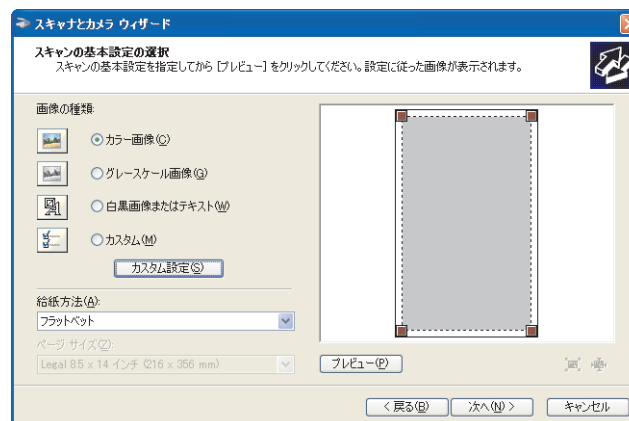 スキャナとカメラ ウィザード
スキャンの基本設定の選択
スキャンの基本設定を指定してから [プレビュー] をクリックしてください。設定に従った画像が表示されます。
画像の種類:
カラー画像(C)
グレースケール画像(G)
白黒画像またはテキスト(W)
カスタム(M)
カスタム設定(S)
給紙方法(A):
フラットベット
ページ サイズ(Z):
Legal 8.5 x 14 インチ (216 x 356 mm)
プレビュー(P)
< 戻る(B)
次へ(N) >
キャンセル